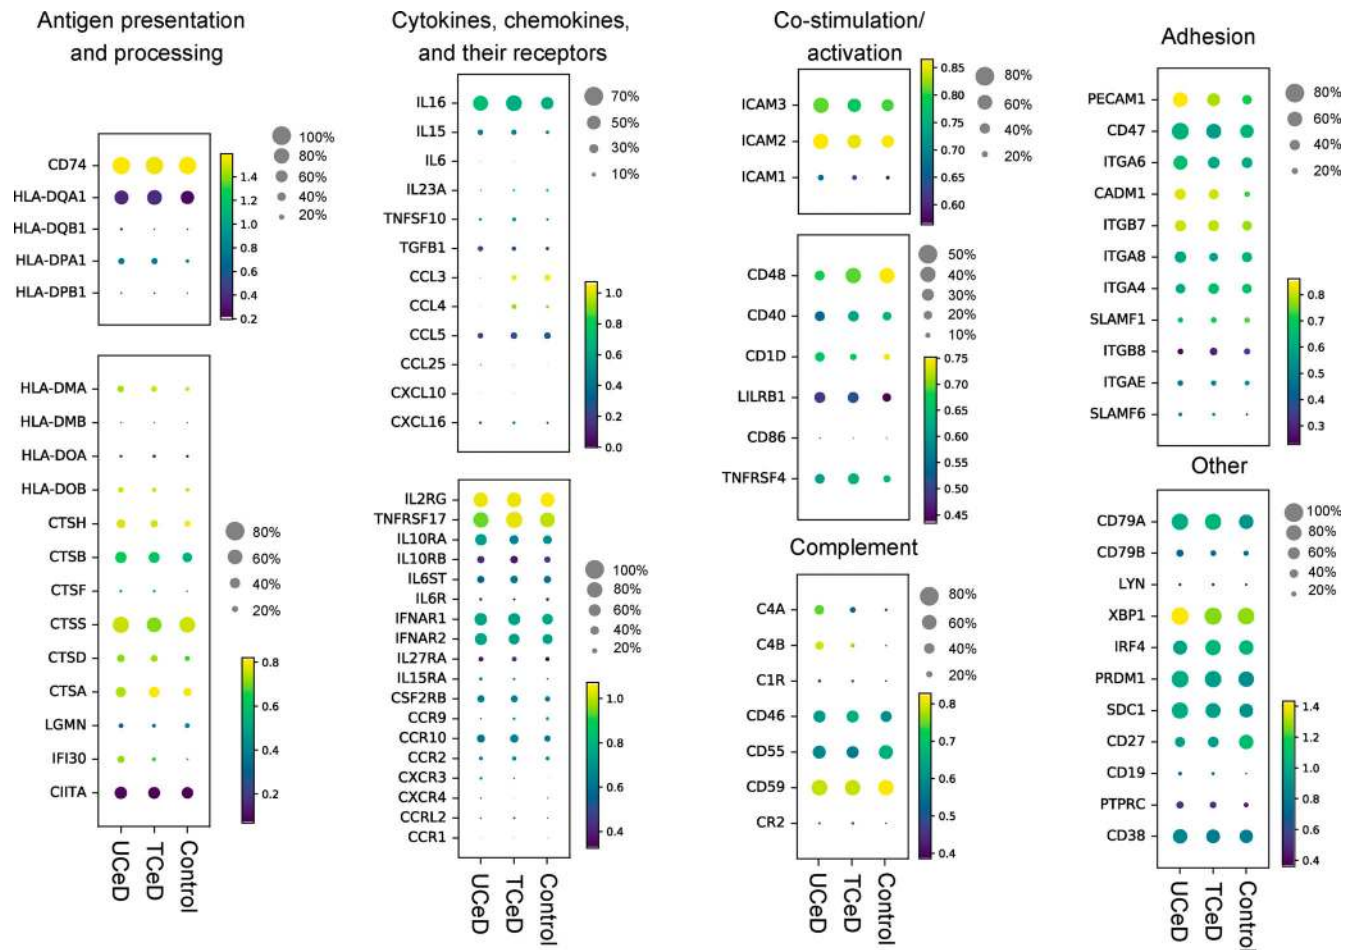 Antigen presentation
and processing
CD74
HLA-DQA1
HLA-DQB1
HLA-DPA1
HLA-DPB1
100%
80%
60%
40%
20%
1.4
1.2
1.0
0.8
0.6
0.4
0.2
HLA-DMA
HLA-DMB
HLA-DOA
HLA-DOB
CTSH
CTSB
CTSF
CTSS
CTSD
CTSA
LGMN
IFI30
CIITA
80%
60%
40%
20%
0.8
0.6
0.4
0.2
UCeD
TCeD
Control
Cytokines, chemokines,
and their receptors
IL16
IL15
IL6
IL23A
TNFSF10
TGFB1
CCL3
CCL4
CCL5
CCL25
CXCL10
CXCL16
70%
50%
30%
10%
1.0
0.8
0.6
0.4
0.2
0.0
IL2RG
TNFRSF17
IL10RA
IL10RB
IL6ST
IL6R
IFNAR1
IFNAR2
IL27RA
IL15RA
CSF2RB
CCR9
CCR10
CCR2
CXCR3
CXCR4
CCRL2
CCR1
100%
80%
60%
40%
20%
1.0
0.8
0.6
0.4
UCeD
TCeD
Control
Co-stimulation/
activation
ICAM3
ICAM2
ICAM1
0.85
0.80
0.75
0.70
0.65
0.60
80%
60%
40%
20%
CD48
CD40
CD1D
LILRB1
CD86
TNFRSF4
50%
40%
30%
20%
10%
0.75
0.70
0.65
0.60
0.55
0.50
0.45
Complement
C4A
C4B
C1R
CD46
CD55
CD59
CR2
80%
60%
40%
20%
0.8
0.7
0.6
0.5
0.4
UCeD
TCeD
Control
Adhesion
PECAM1
CD47
ITGA6
CADM1
ITGB7
ITGA8
ITGA4
SLAMF1
ITGB8
ITGAE
SLAMF6
80%
60%
40%
20%
0.8
0.7
0.6
0.5
0.4
0.3
Other
CD79A
CD79B
LYN
XBP1
IRF4
PRDM1
SDC1
CD27
CD19
PTPRC
CD38
100%
80%
60%
40%
20%
1.4
1.2
1.0
0.8
0.6
0.4
UCeD
TCeD
Control